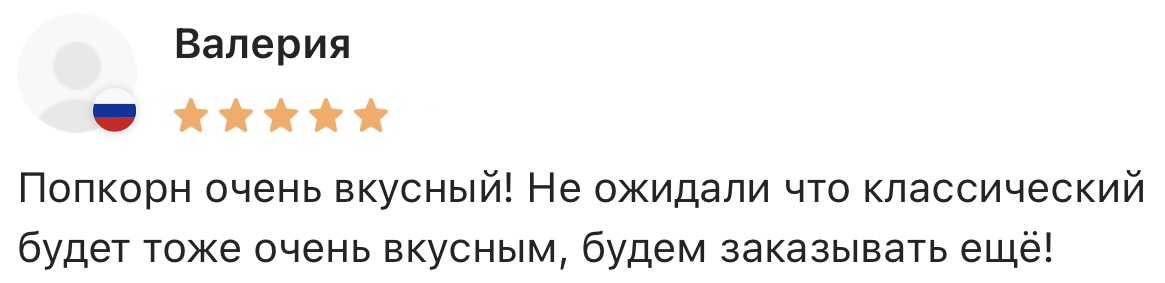 Валерия
Попкорн очень вкусный! Не ожидали что классический
будет тоже очень вкусным, будем заказывать ещё!